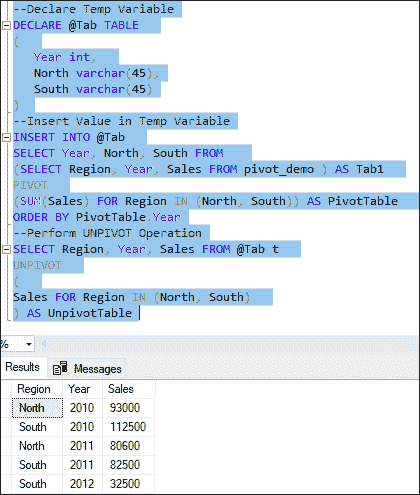 --Declare Temp Variable
DECLARE @Tab TABLE
(
Year int,
North varchar(45),
South varchar(45)
)
--Insert Value in Temp Variable
INSERT INTO @Tab
SELECT Year, North, South FROM
(SELECT Region, Year, Sales FROM pivot_demo ) AS Tab1
PIVOT
(SUM(Sales) FOR Region IN (North, South)) AS PivotTable
ORDER BY PivotTable.Year
--Perform UNPIVOT Operation
SELECT Region, Year, Sales FROM @Tab t
UNPIVOT
(
Sales FOR Region IN (North, South)
) AS UnpivotTable
%
Results Messages
Region Year Sales
North 2010 93000
South 2010 112500
North 2011 80600
South 2011 82500
South 2012 32500